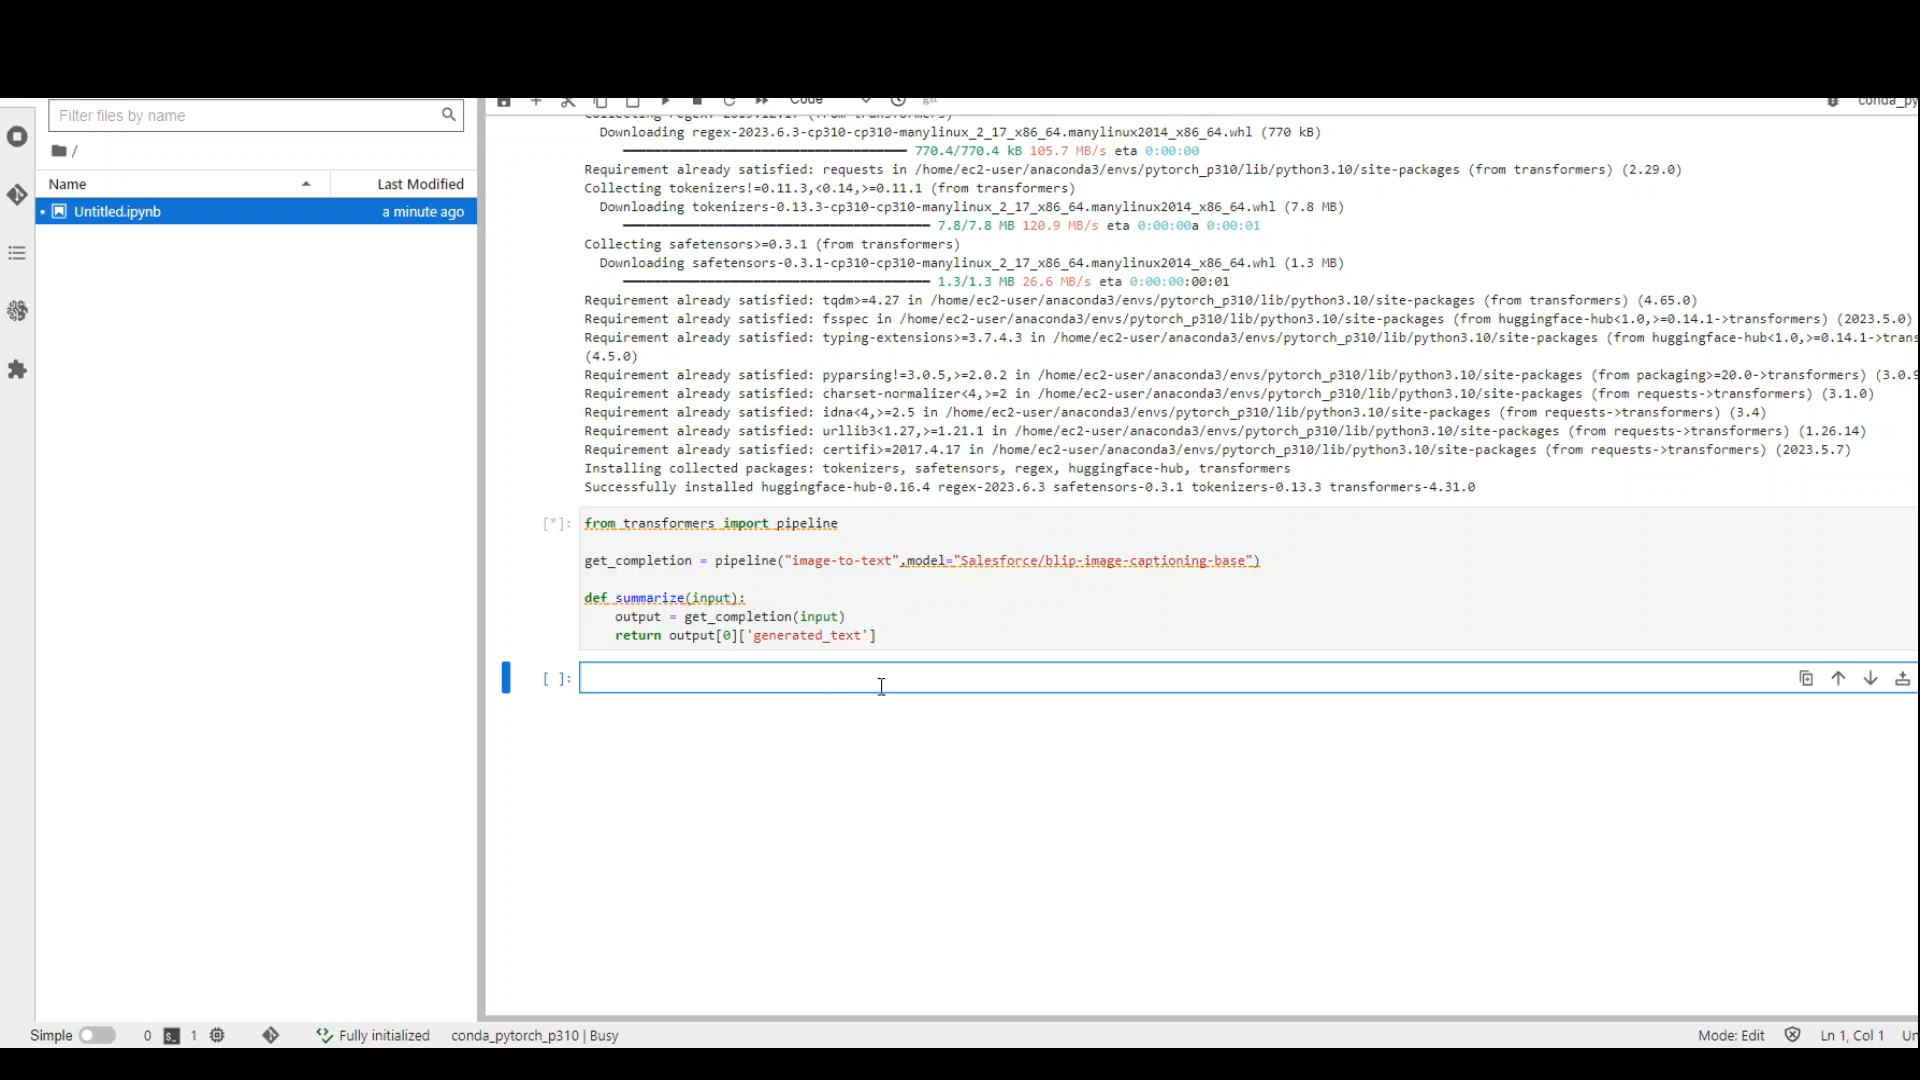 Filter files by name
/
Name Last Modified
Untitled.ipynb a minute ago
Code
git
Downloading regex-2023.6.3-cp310-cp310-manylinux_2_17_x86_64.manylinux2014_x86_64.whl (770 kB)
770.4/770.4 kB 105.7 MB/s eta 0:00:00
Requirement already satisfied: requests in /home/ec2-user/anaconda3/envs/pytorch_p310/lib/python3.10/site-packages (from transformers) (2.29.0)
Collecting tokenizers!=0.11.3,<0.14,>=0.11.1 (from transformers)
Downloading tokenizers-0.13.3-cp310-cp310-manylinux_2_17_x86_64.manylinux2014_x86_64.whl (7.8 MB)
7.8/7.8 MB 120.9 MB/s eta 0:00:00a 0:00:01
Collecting safetensors>=0.3.1 (from transformers)
Downloading safetensors-0.3.1-cp310-cp310-manylinux_2_17_x86_64.manylinux2014_x86_64.whl (1.3 MB)
1.3/1.3 MB 26.6 MB/s eta 0:00:00:00:01
Requirement already satisfied: tqdm>=4.27 in /home/ec2-user/anaconda3/envs/pytorch_p310/lib/python3.10/site-packages (from transformers) (4.65.0)
Requirement already satisfied: fsspec in /home/ec2-user/anaconda3/envs/pytorch_p310/lib/python3.10/site-packages (from huggingface-hub<1.0,>=0.14.1->transformers) (2023.5.0)
Requirement already satisfied: typing-extensions>=3.7.4.3 in /home/ec2-user/anaconda3/envs/pytorch_p310/lib/python3.10/site-packages (from huggingface-hub<1.0,>=0.14.1->trans
(4.5.0)
Requirement already satisfied: pyparsing!=3.0.5,>=2.0.2 in /home/ec2-user/anaconda3/envs/pytorch_p310/lib/python3.10/site-packages (from packaging>=20.0->transformers) (3.0.9
Requirement already satisfied: charset-normalizer<4,>=2 in /home/ec2-user/anaconda3/envs/pytorch_p310/lib/python3.10/site-packages (from requests->transformers) (3.1.0)
Requirement already satisfied: idna<4,>=2.5 in /home/ec2-user/anaconda3/envs/pytorch_p310/lib/python3.10/site-packages (from requests->transformers) (3.4)
Requirement already satisfied: urllib3<1.27,>=1.21.1 in /home/ec2-user/anaconda3/envs/pytorch_p310/lib/python3.10/site-packages (from requests->transformers) (1.26.14)
Requirement already satisfied: certifi>=2017.4.17 in /home/ec2-user/anaconda3/envs/pytorch_p310/lib/python3.10/site-packages (from requests->transformers) (2023.5.7)
Installing collected packages: tokenizers, safetensors, regex, huggingface-hub, transformers
Successfully installed huggingface-hub-0.16.4 regex-2023.6.3 safetensors-0.3.1 tokenizers-0.13.3 transformers-4.31.0
[*]: from transformers import pipeline
get_completion = pipeline("image-to-text",model="Salesforce/blip-image-captioning-base")
def summarize(input):
output = get_completion(input)
return output[0]['generated_text']
[ ]:
Simple 0 1 Fully initialized conda_pytorch_p310 | Busy Mode: Edit Ln 1, Col 1 Un